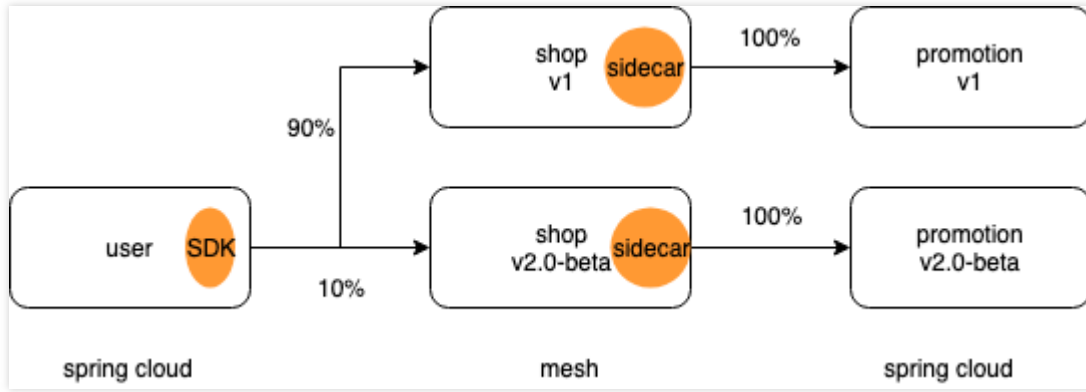 shop
v1
sidecar
100%
promotion
v1
90%
user
SDK
10%
shop
v2.0-beta
sidecar
100%
promotion
v2.0-beta
spring cloud
mesh
spring cloud